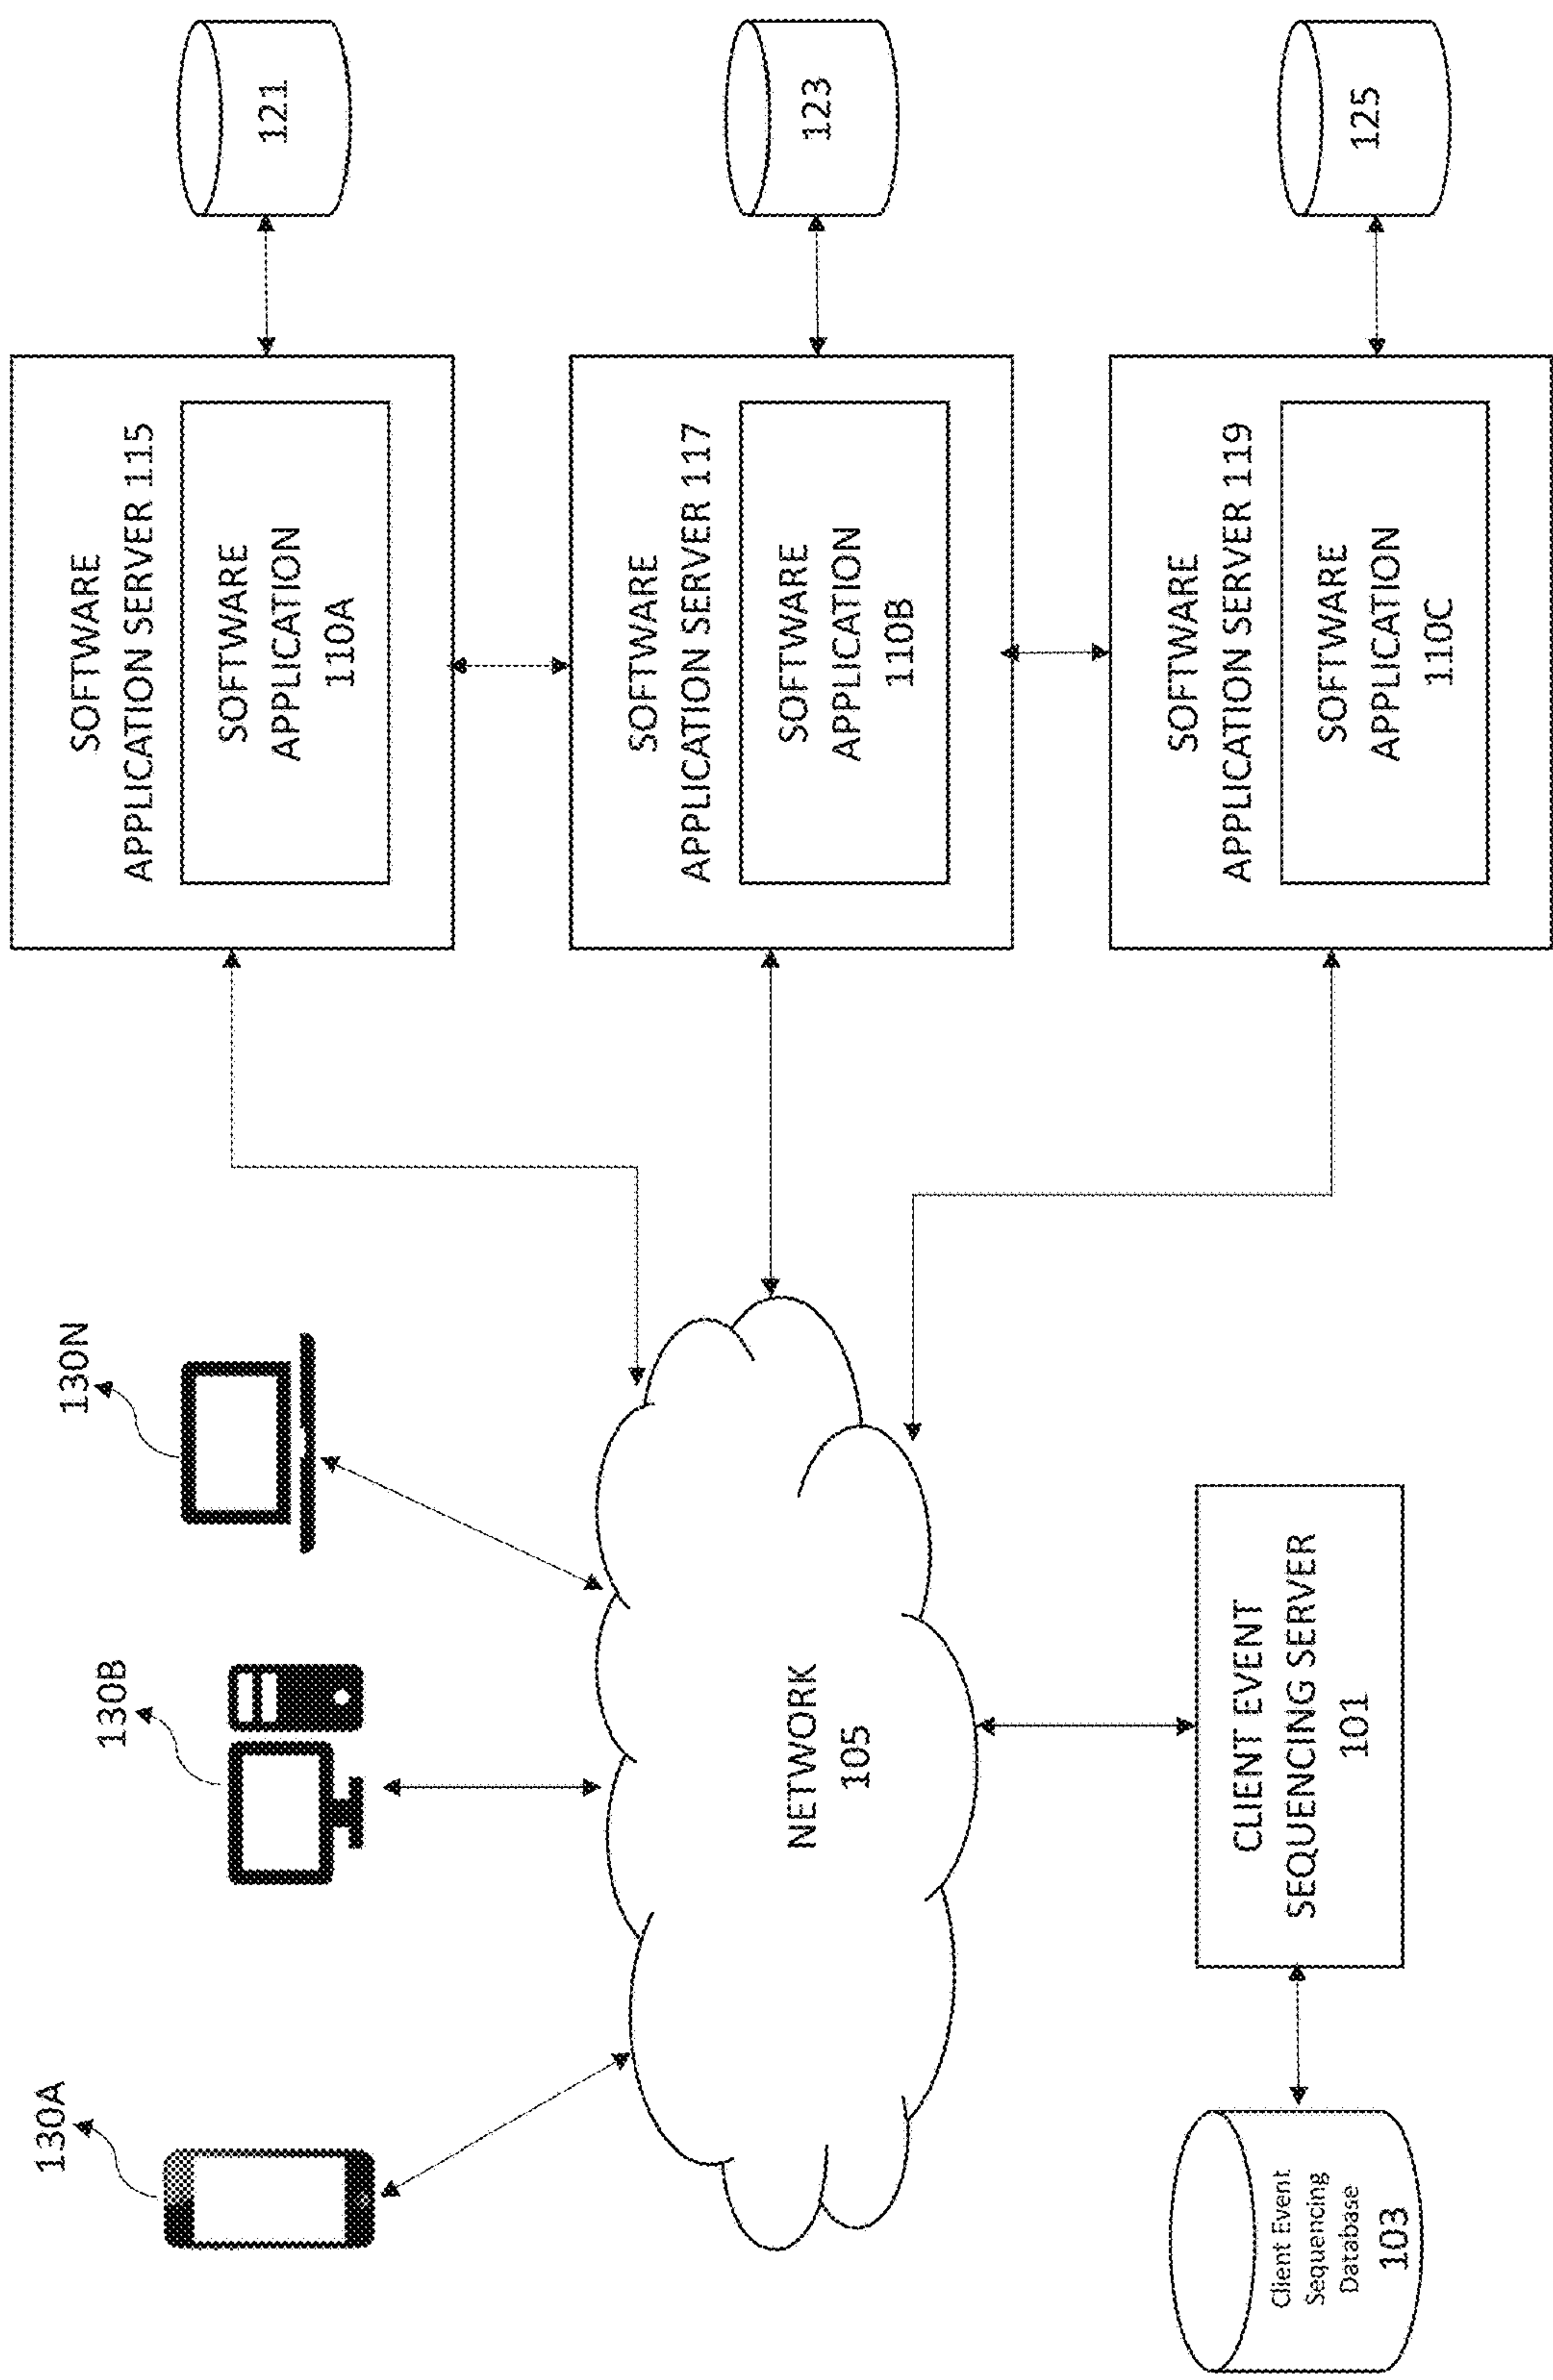 130A
130B
130N
NETWORK
105
Client Event
Sequencing
Database
103
CLIENT EVENT
SEQUENCING SERVER
101
SOFTWARE
APPLICATION SERVER 115
SOFTWARE
APPLICATION
110A
121
SOFTWARE
APPLICATION SERVER 117
SOFTWARE
APPLICATION
110B
123
SOFTWARE
APPLICATION SERVER 119
SOFTWARE
APPLICATION
110C
125